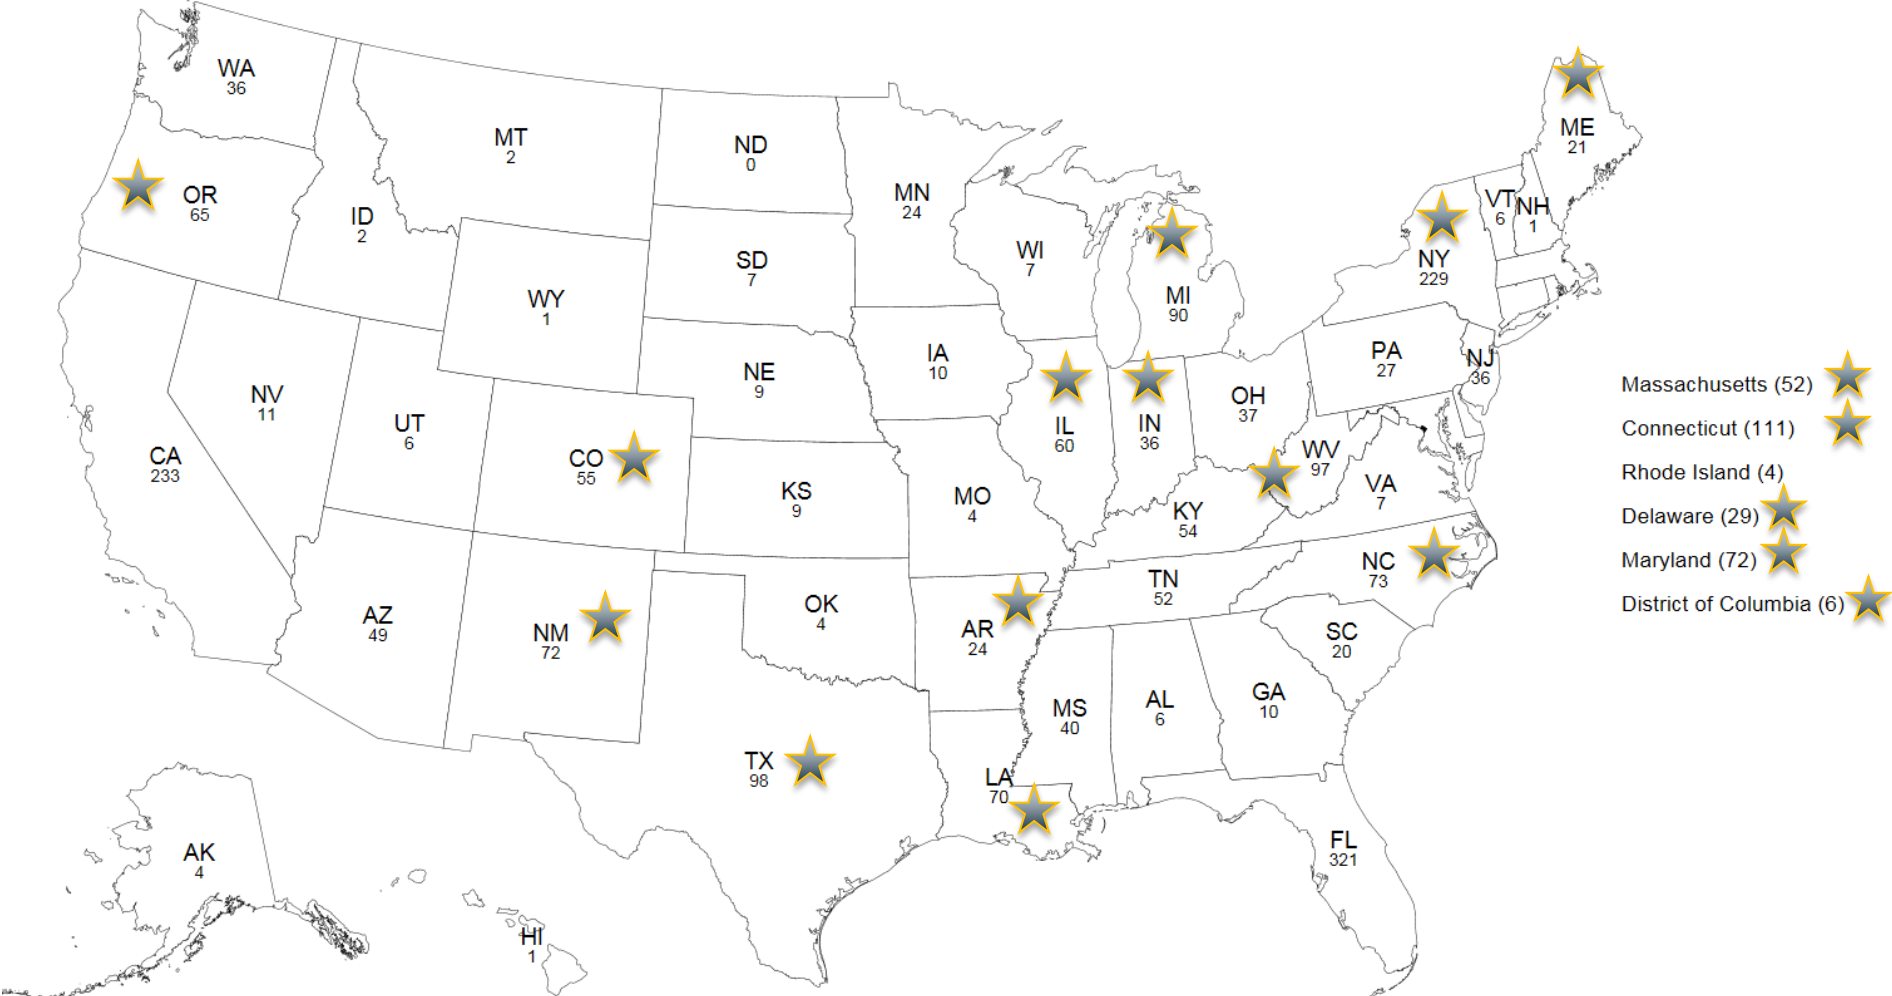 WA
36
OR
65
ID
2
MT
2
ND
0
MN
24
WI
7
MI
90
ME
21
VT
6
NH
1
NY
229
SD
7
WY
1
IA
10
NE
9
NV
11
UT
6
CO
55
CA
233
KS
9
MO
4
IL
60
IN
36
OH
37
PA
27
NJ
36
WV
97
VA
7
KY
54
NC
73
TN
52
SC
20
AZ
49
NM
72
OK
4
AR
24
MS
40
AL
6
GA
10
TX
98
LA
70
FL
321
AK
4
HI
1
Massachusetts (52)
Connecticut (111)
Rhode Island (4)
Delaware (29)
Maryland (72)
District of Columbia (6)